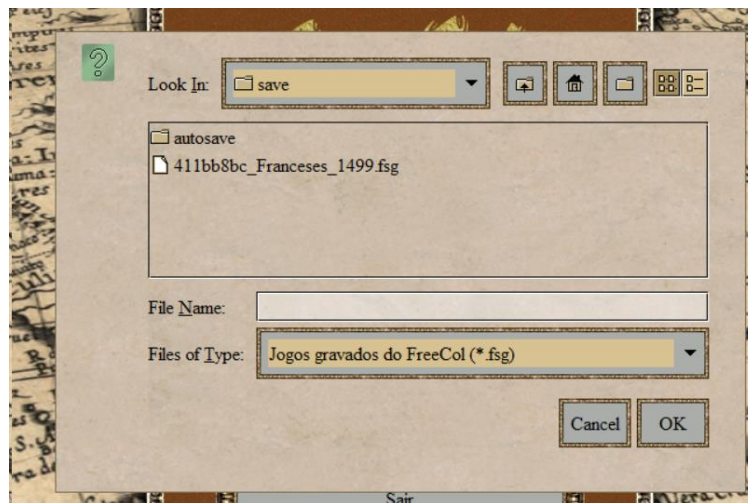 Look In: save
autosave
411bb8bc_Franceses_1499.fsg
File Name:
Files of Type: Jogos gravados do FreeCol (*.fsg)
Cancel OK
Sair